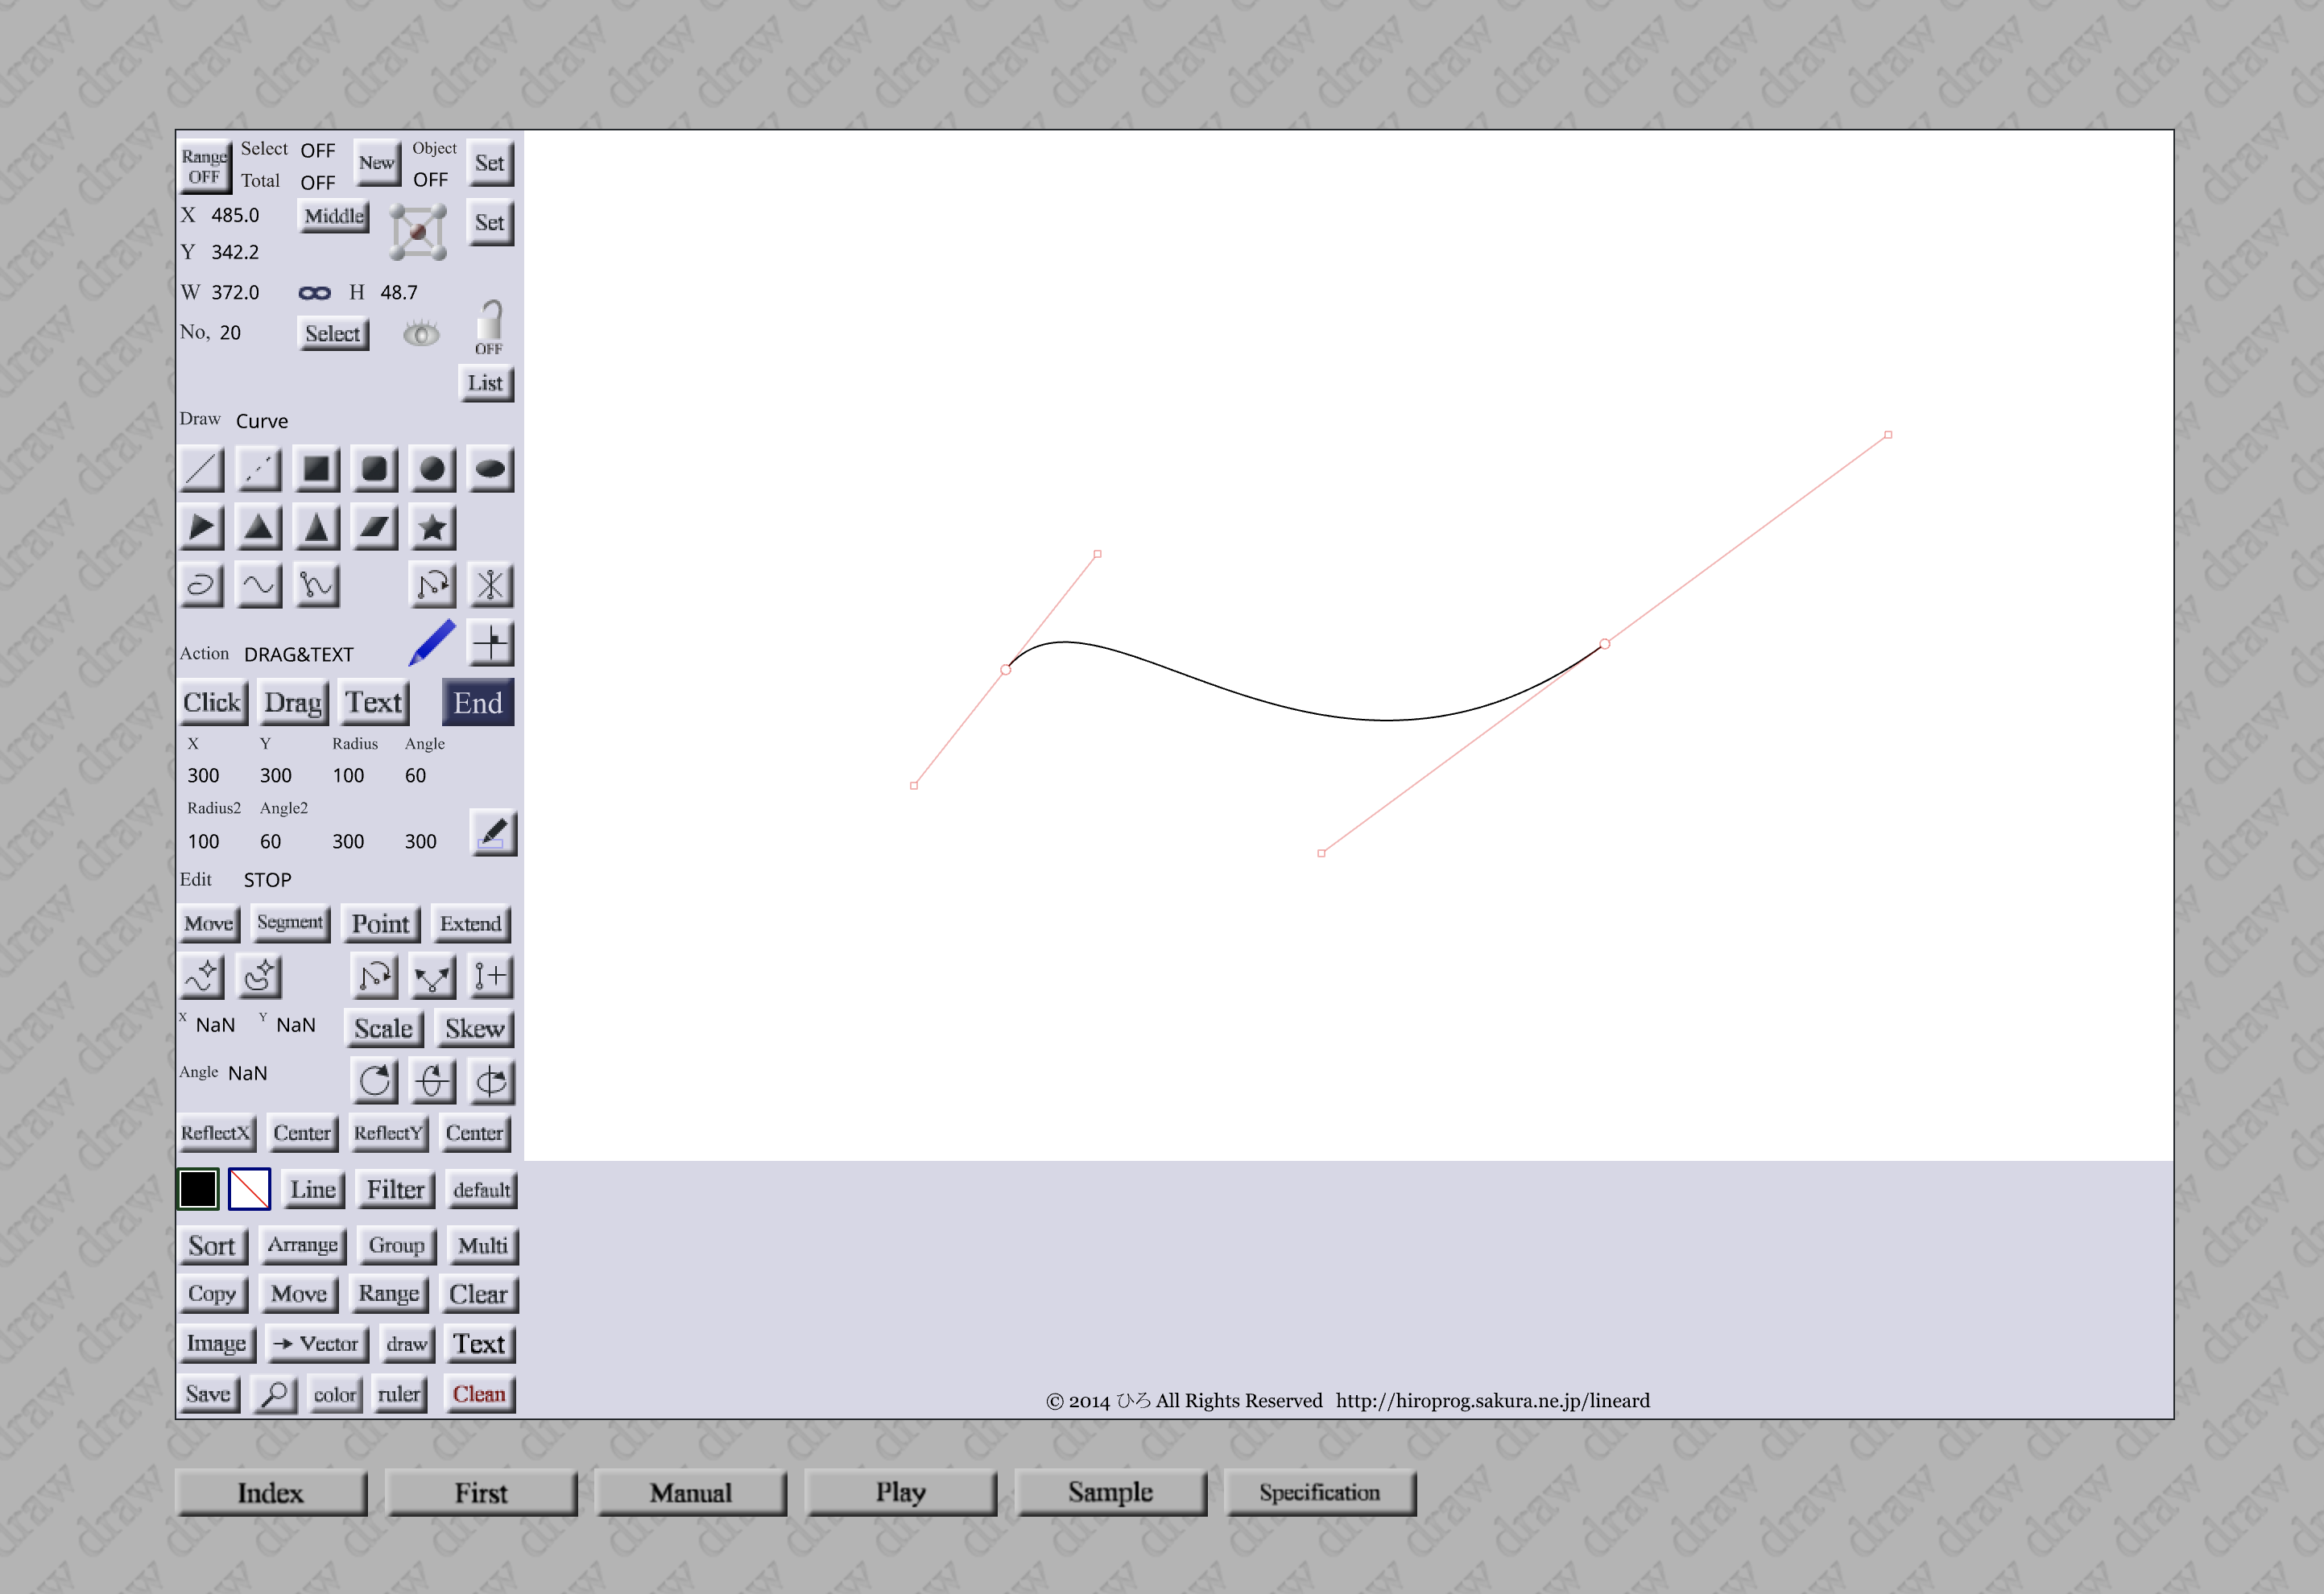 Range OFF Select OFF New Object Set
Total OFF OFF
X 485.0 Middle Set
Y 342.2
W 372.0 H 48.7
No, 20 Select OFF
List
Draw Curve
Action DRAG&TEXT
Click Drag Text End
X Y Radius Angle
300 300 100 60
Radius2 Angle2
100 60 300 300
Edit STOP
Move Segment Point Extend
X NaN Y NaN Scale Skew
Angle NaN
ReflectX Center ReflectY Center
Line Filter default
Sort Arrange Group Multi
Copy Move Range Clear
Image → Vector draw Text
Save color ruler Clean
© 2014 ひろ All Rights Reserved http://hiroprog.sakura.ne.jp/lineard
Index First Manual Play Sample Specification